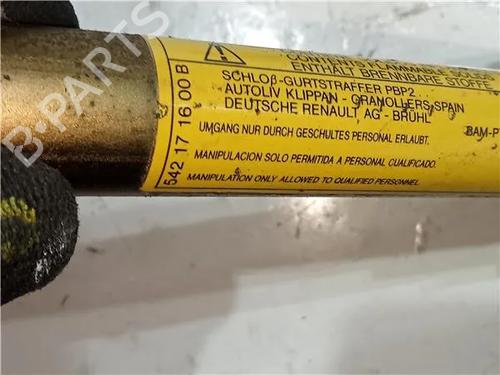 ENTHÄLT BRENNBARE STOFFE
SCHLOß-GURTSTRAFFER PBP2
AUTOLIV KLIPPAN - GRANOLLERS,SPAIN
DEUTSCHE RENAULT AG - BRÜHL
BAM-P
UMGANG NUR DURCH GESCHULTES PERSONAL ERLAUBT.
MANIPULACION SOLO PERMITIDA A PERSONAL CUALIFICADO
MANIPULATION ONLY ALLOWED TO QUALIFIED PERSONNEL
542 17 16 00 B
B-PARTS